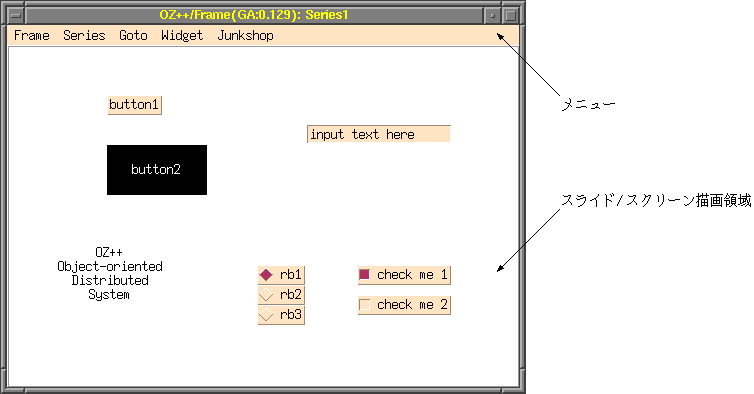 OZ++/Frame(GA:0.129): Series1
Frame Series Goto Widget Junkshop
メニュー
button1
input text here
button2
スライド/スクリーン描画領域
OZ++
Object-oriented
Distributed
System
rb1
rb2
rb3
check me 1
check me 2